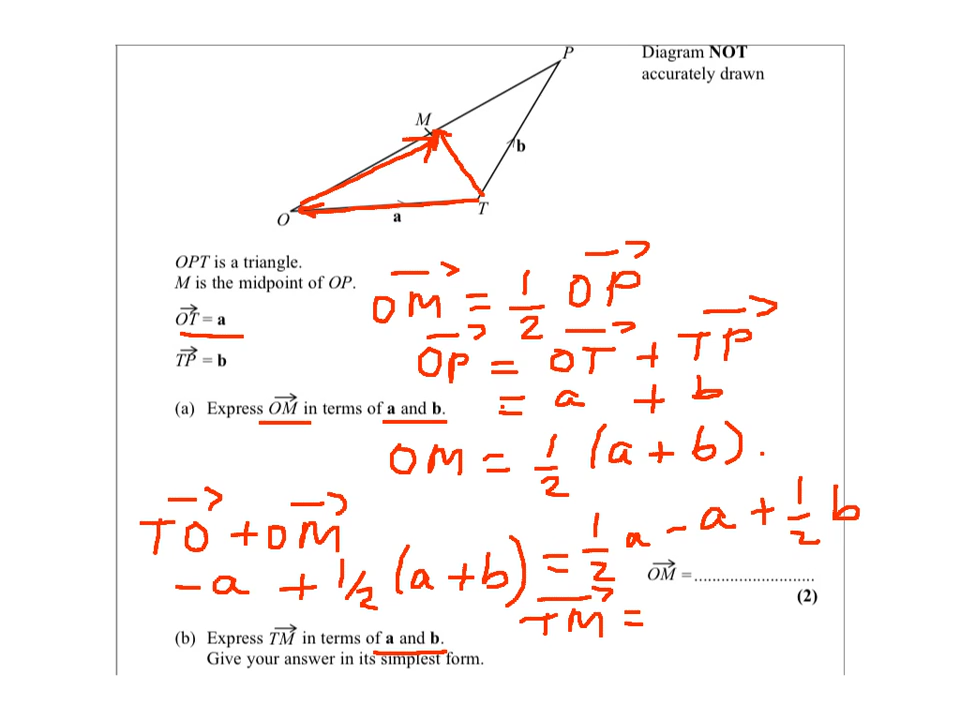 P
Diagram NOT
accurately drawn
M
b
O
a
T
OPT is a triangle.
M is the midpoint of OP.
OM = 1/2 OP
OT = a
OP = OT + TP
TP = b
= a + b
(a) Express OM in terms of a and b.
OM = 1/2 (a + b).
TO + OM
-a + 1/2 (a + b) = 1/2 a - a + 1/2 b
OM = ............................
(2)
TM =
(b) Express TM in terms of a and b.
Give your answer in its simplest form.